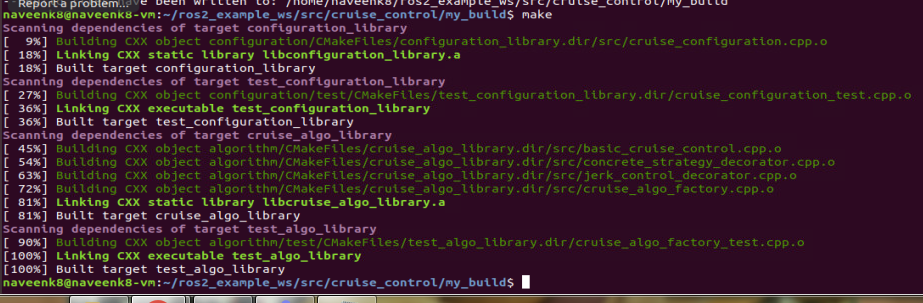 Report a problem... ve been written to: /home/naveenk8/ros2_example_ws/src/cruise_control/my_build
naveenk8@naveenk8-vm:~/ros2_example_ws/src/cruise_control/my_build$ make
Scanning dependencies of target configuration_library
[  9%] Building CXX object configuration/CMakeFiles/configuration_library.dir/src/cruise_configuration.cpp.o
[ 18%] Linking CXX static library libconfiguration_library.a
[ 18%] Built target configuration_library
Scanning dependencies of target test_configuration_library
[ 27%] Building CXX object configuration/test/CMakeFiles/test_configuration_library.dir/cruise_configuration_test.cpp.o
[ 36%] Linking CXX executable test_configuration_library
[ 36%] Built target test_configuration_library
Scanning dependencies of target cruise_algo_library
[ 45%] Building CXX object algorithm/CMakeFiles/cruise_algo_library.dir/src/basic_cruise_control.cpp.o
[ 54%] Building CXX object algorithm/CMakeFiles/cruise_algo_library.dir/src/concrete_strategy_decorator.cpp.o
[ 63%] Building CXX object algorithm/CMakeFiles/cruise_algo_library.dir/src/jerk_control_decorator.cpp.o
[ 72%] Building CXX object algorithm/CMakeFiles/cruise_algo_library.dir/src/cruise_algo_factory.cpp.o
[ 81%] Linking CXX static library libcruise_algo_library.a
[ 81%] Built target cruise_algo_library
Scanning dependencies of target test_algo_library
[ 90%] Building CXX object algorithm/test/CMakeFiles/test_algo_library.dir/cruise_algo_factory_test.cpp.o
[100%] Linking CXX executable test_algo_library
[100%] Built target test_algo_library
naveenk8@naveenk8-vm:~/ros2_example_ws/src/cruise_control/my_build$